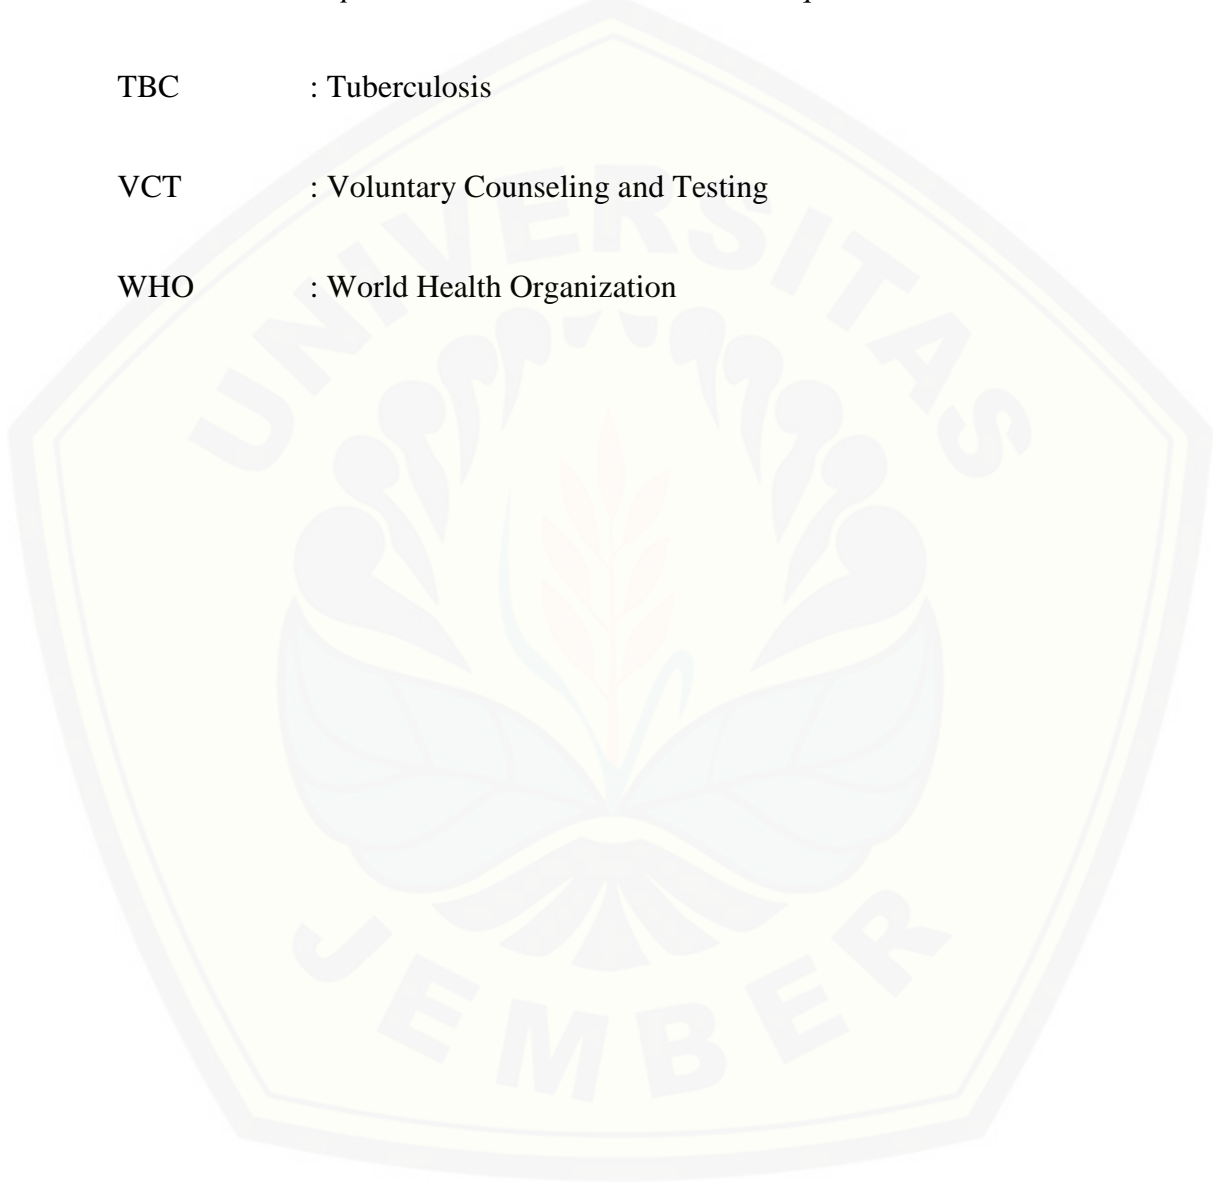 TBC : Tuberculosis
VCT : Voluntary Counseling and Testing
WHO : World Health Organization
UNIVERSITAS
JEMBER